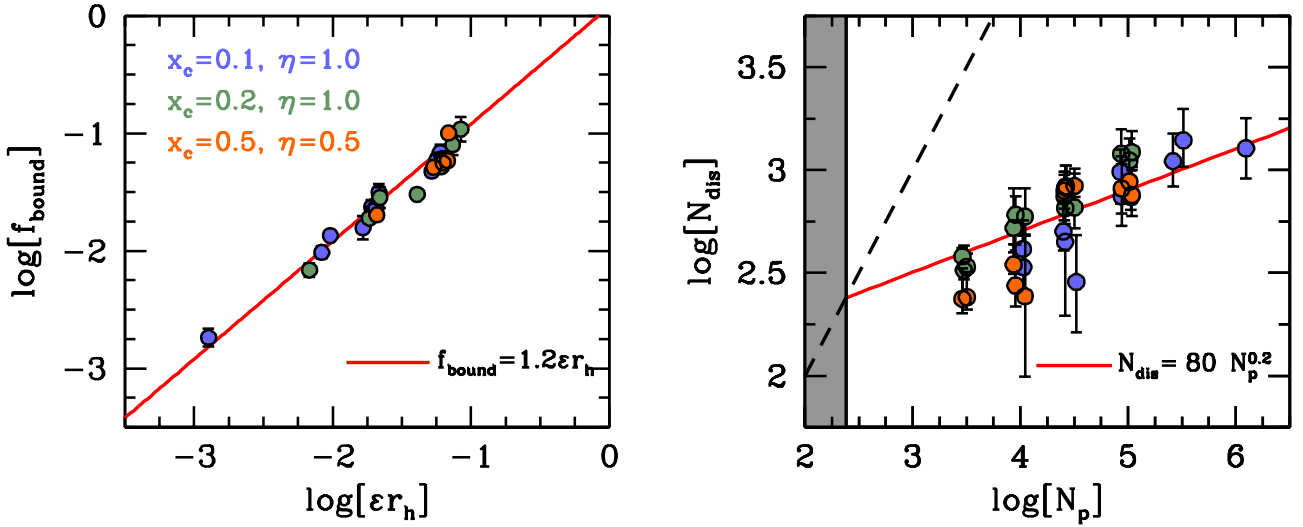 0
-1
-2
-3
log[f_bound]
x_c=0.1, η=1.0
x_c=0.2, η=1.0
x_c=0.5, η=0.5
f_bound=1.2εr_h
-3 -2 -1 0
log[εr_h]
3.5
3
2.5
2
log[N_dis]
N_dis= 80 N_p^0.2
2 3 4 5 6
log[N_p]